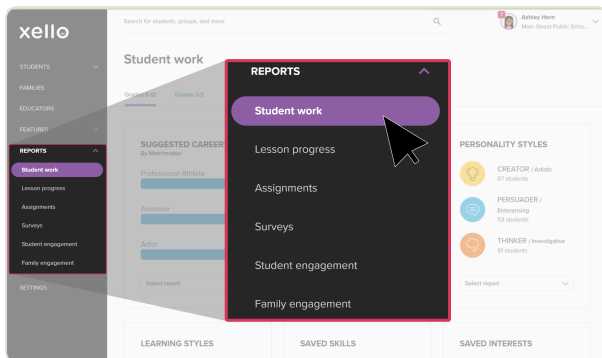 xello
Search for students, groups, and more
1
Ashley Horn
Main Street Public Scho...
STUDENTS
FAMILIES
EDUCATORS
FEATURES
REPORTS
Student work
Lesson progress
Assignments
Surveys
Student engagement
Family engagement
SETTINGS
Student work
Grades 6-12
Grades 3-5
SUGGESTED CAREER
By Matchmaker
Professional Athlete
Animator
Artist
Select report
REPORTS
Student work
Lesson progress
Assignments
Surveys
Student engagement
Family engagement
PERSONALITY STYLES
CREATOR / Artistic
67 students
PERSUADER /
Enterprising
53 students
THINKER / Investigative
51 students
Select report
LEARNING STYLES
SAVED SKILLS
SAVED INTERESTS